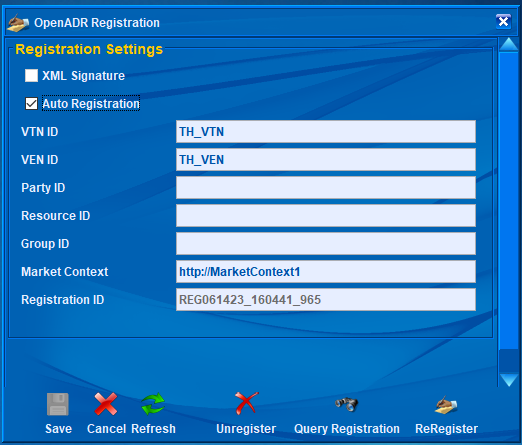 OpenADR Registration
Registration Settings
XML Signature
Auto Registration
VTN ID TH_VTN
VEN ID TH_VEN
Party ID
Resource ID
Group ID
Market Context http://MarketContext1
Registration ID REG061423_160441_965
Save Cancel Refresh Unregister Query Registration ReRegister